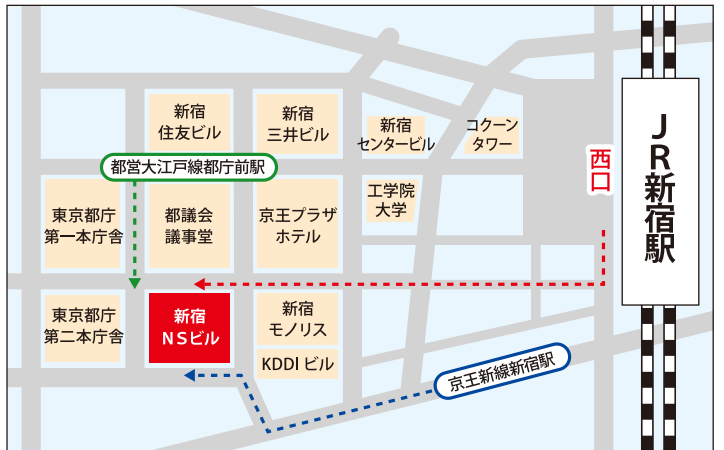 新宿
住友ビル
新宿
三井ビル
新宿
センタービル
コクーン
タワー
都営大江戸線都庁前駅
西口
JR新宿駅
東京都庁
第一本庁舎
都議会
議事堂
京王プラザ
ホテル
工学院
大学
東京都庁
第二本庁舎
新宿
NSビル
新宿
モノリス
KDDI ビル
京王新線新宿駅